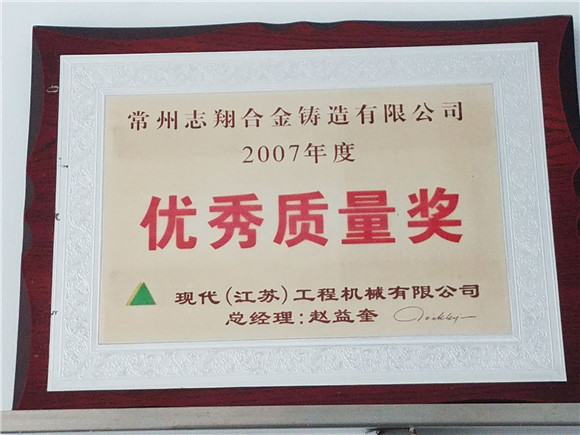 常州志翔合金铸造有限公司
2007年度
优秀质量奖
现代(江苏)工程机械有限公司
总经理:赵益奎